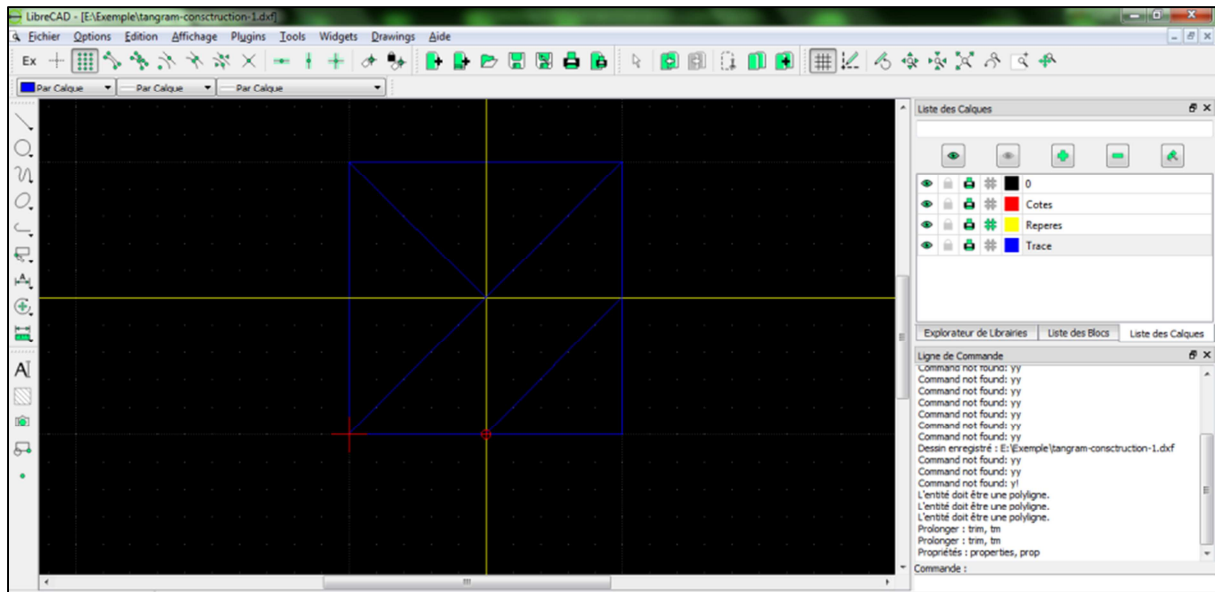 LibreCAD - [E:\Exemple\tangram-consctruction-1.dxf]
Eichier Options Edition Affichage Plugins Tools Widgets Drawings Aide
Ex
Par Calque Par Calque Par Calque
Liste des Calques
0
Cotes
Reperes
Trace
Explorateur de Librairies Liste des Blocs Liste des Calques
Ligne de Commande
Command not found: yy
Command not found: yy
Command not found: yy
Command not found: yy
Command not found: yy
Command not found: yy
Command not found: yy
Dessin enregistré : E:\Exemple\tangram-consctruction-1.dxf
Command not found: yy
Command not found: yy
Command not found: y!
L'entité doit être une polyligne.
L'entité doit être une polyligne.
L'entité doit être une polyligne.
Prolonger : trim, tm
Prolonger : trim, tm
Propriétés : properties, prop
Commande :
A